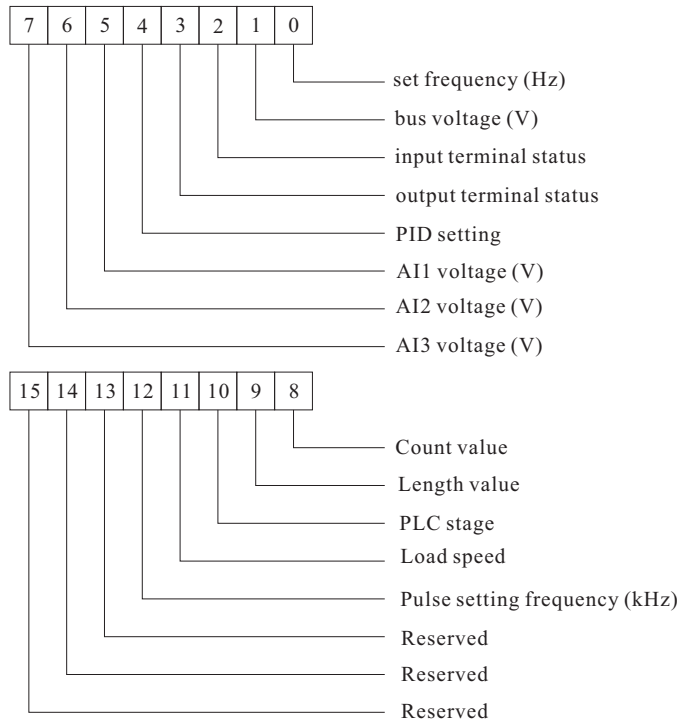 7 6 5 4 3 2 1 0
set frequency (Hz)
bus voltage (V)
input terminal status
output terminal status
PID setting
AI1 voltage (V)
AI2 voltage (V)
AI3 voltage (V)
15 14 13 12 11 10 9 8
Count value
Length value
PLC stage
Load speed
Pulse setting frequency (kHz)
Reserved
Reserved
Reserved